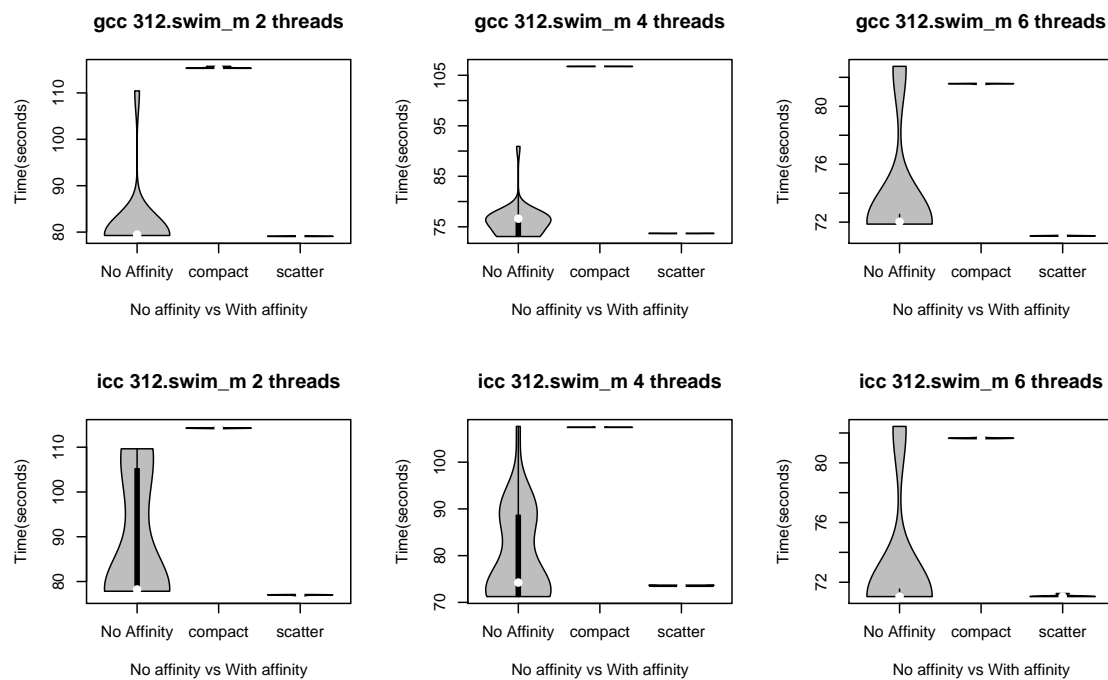 gcc 312.swim_m 2 threads
Time(seconds)
110
100
90
80
No Affinity compact scatter
No affinity vs With affinity
gcc 312.swim_m 4 threads
Time(seconds)
105
95
85
75
No Affinity compact scatter
No affinity vs With affinity
gcc 312.swim_m 6 threads
Time(seconds)
80
76
72
No Affinity compact scatter
No affinity vs With affinity
icc 312.swim_m 2 threads
Time(seconds)
110
100
90
80
No Affinity compact scatter
No affinity vs With affinity
icc 312.swim_m 4 threads
Time(seconds)
100
90
80
70
No Affinity compact scatter
No affinity vs With affinity
icc 312.swim_m 6 threads
Time(seconds)
80
76
72
No Affinity compact scatter
No affinity vs With affinity